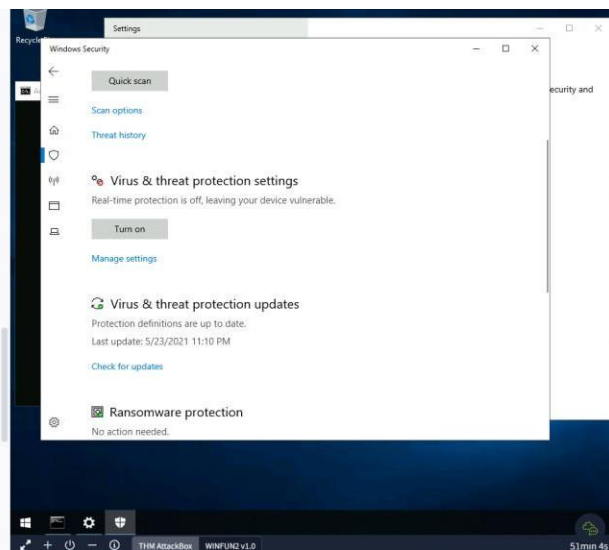 Settings
Recycle
Windows Security
Quick scan
ecurity and
Scan options
Threat history
Virus & threat protection settings
Real-time protection is off, leaving your device vulnerable.
Turn on
Manage settings
Virus & threat protection updates
Protection definitions are up to date.
Last update: 5/23/2021 11:10 PM
Check for updates
Ransomware protection
No action needed.
THM AttackBox WINFUN2 v1.0
51min 4s